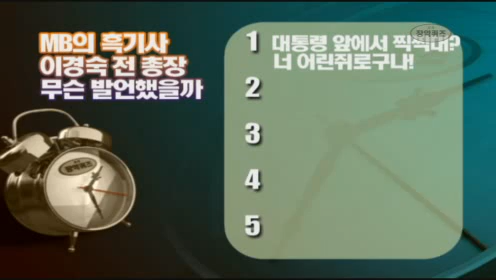 MB의 흑기사
이경숙 전 총장
무슨 발언했을까
1 대통령 앞에서 찍찍대?
너 어린쥐로구나!
2
3
4
5